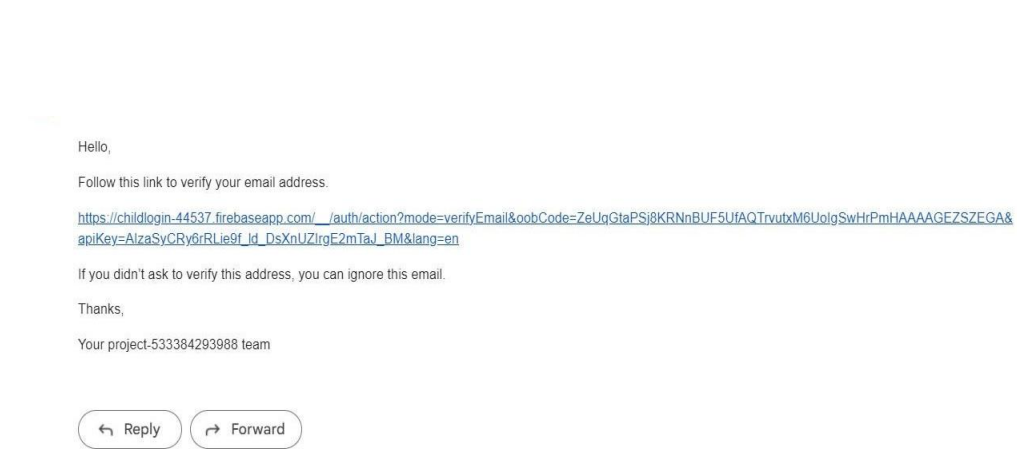 Hello,
Follow this link to verify your email address.
https://childlogin-44537.firebaseapp.com/__/auth/action?mode=verifyEmail&oobCode=ZeUqGtaPSj8KRNnBUF5UfAQTrvutxM6UolgSwHrPmHAAAAGEZSZEGA&
apiKey=AIzaSyCRy6rRLie9f_ld_DsXnUZIrgE2mTaJ_BM&lang=en
If you didn't ask to verify this address, you can ignore this email.
Thanks,
Your project-533384293988 team
Reply Forward